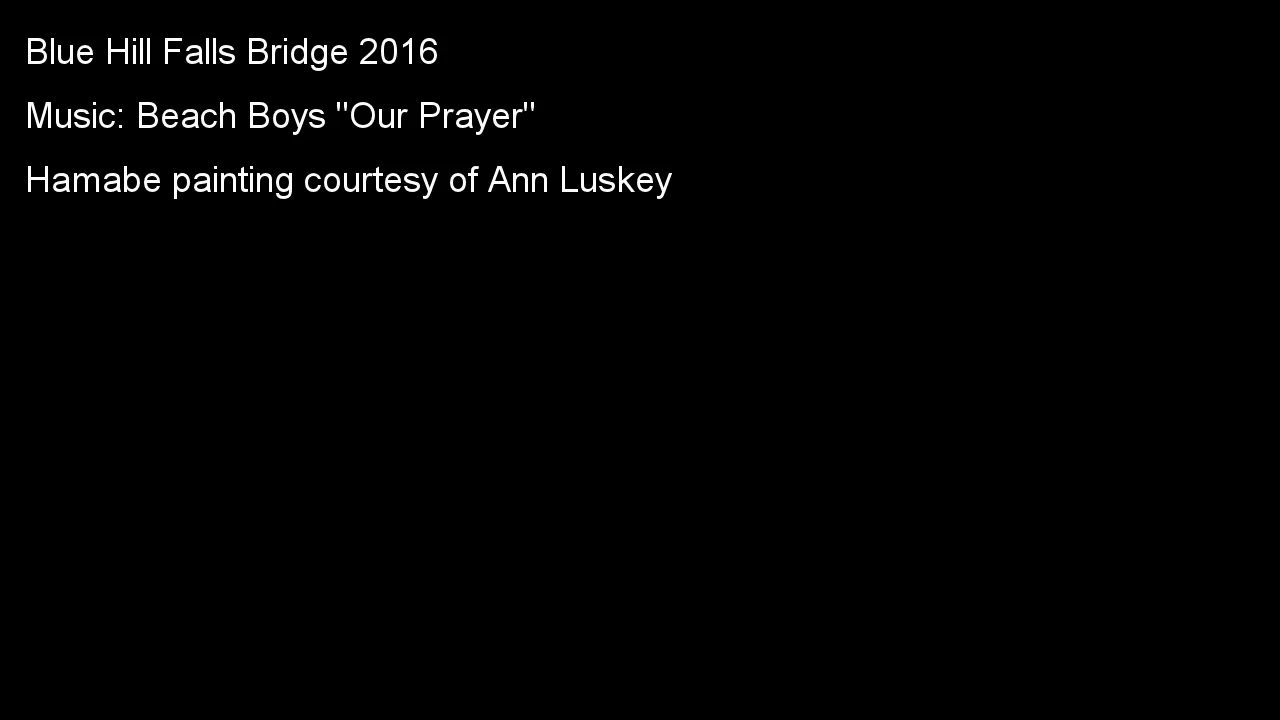 Blue Hill Falls Bridge 2016
Music: Beach Boys "Our Prayer"
Hamabe painting courtesy of Ann Luskey